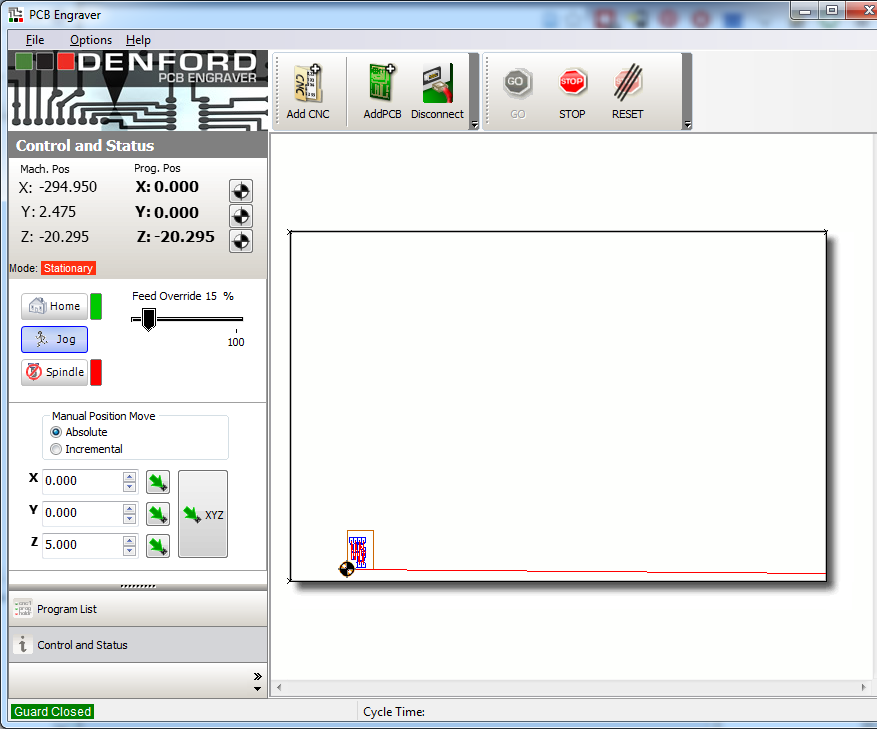 PCB Engraver
File Options Help
DENFORD
PCB ENGRAVER
CNC
Add CNC
AddPCB
Disconnect
GO
GO
STOP
STOP
RESET
Control and Status
Mach. Pos Prog. Pos
X: -294.950 X: 0.000
Y: 2.475 Y: 0.000
Z: -20.295 Z: -20.295
Mode: Stationary
Home
Feed Override 15 %
Jog
100
Spindle
Manual Position Move
Absolute
Incremental
X 0.000
Y 0.000
XYZ
Z 5.000
Program List
Control and Status
»
Guard Closed
Cycle Time: